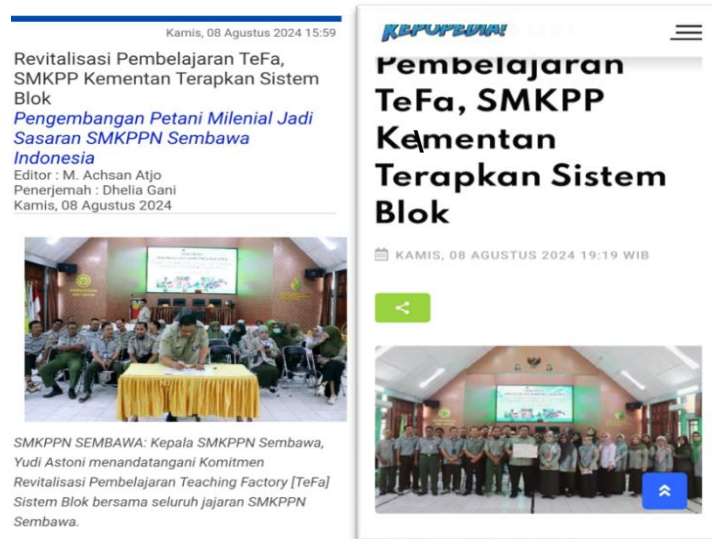 Kamis, 08 Agustus 2024 15:59
Revitalisasi Pembelajaran TeFa,
SMKPP Kementan Terapkan Sistem
Blok
Pengembangan Petani Milenial Jadi
Sasaran SMKPPN Sembawa
Indonesia
Editor : M. Achsan Atjo
Penerjemah : Dhelia Gani
Kamis, 08 Agustus 2024
SMKPPN SEMBAWA: Kepala SMKPPN Sembawa,
Yudi Astoni menandatangani Komitmen
Revitalisasi Pembelajaran Teaching Factory [TeFa]
Sistem Blok bersama seluruh jajaran SMKPPN
Sembawa.
KEPOPEDIA!
Pembelajaran
TeFa, SMKPP
Kementan
Terapkan Sistem
Blok
KAMIS, 08 AGUSTUS 2024 19:19 WIB